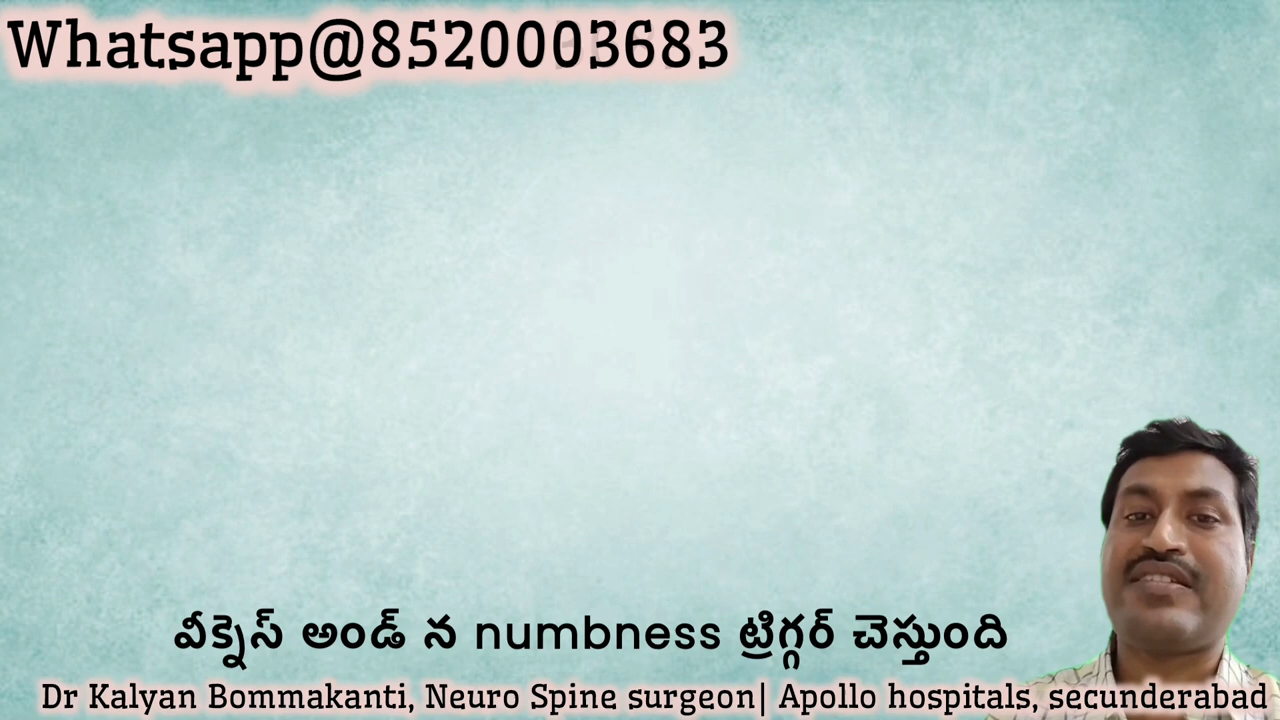 Whatsapp@8520003683
వీక్నెస్ అండ్ న numbness ట్రిగ్గర్ చెస్తుంది
Dr Kalyan Bommakanti, Neuro Spine surgeon| Apollo hospitals, secunderabad